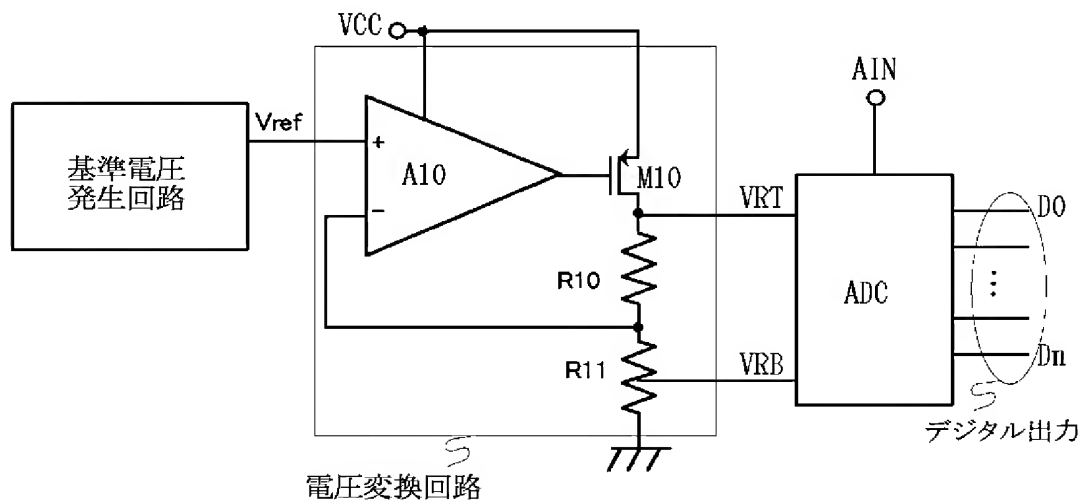 VCC
AIN
Vref
基準電圧
発生回路
+
A10
−
M10
VRT
D0
R10
ADC
⋮
R11
VRB
Dn
デジタル出力
電圧変換回路